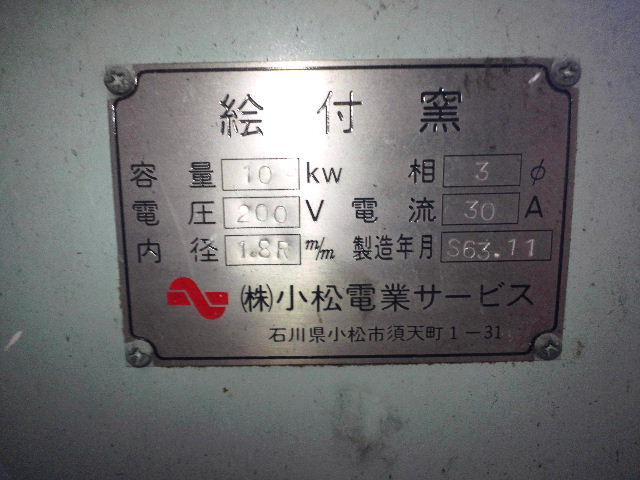 絵付窯
容量 10 kw 相 3 φ
電圧 200 V 電流 30 A
内径 1.8R m/m 製造年月 S63.11
(株)小松電業サービス
石川県小松市須天町1-31